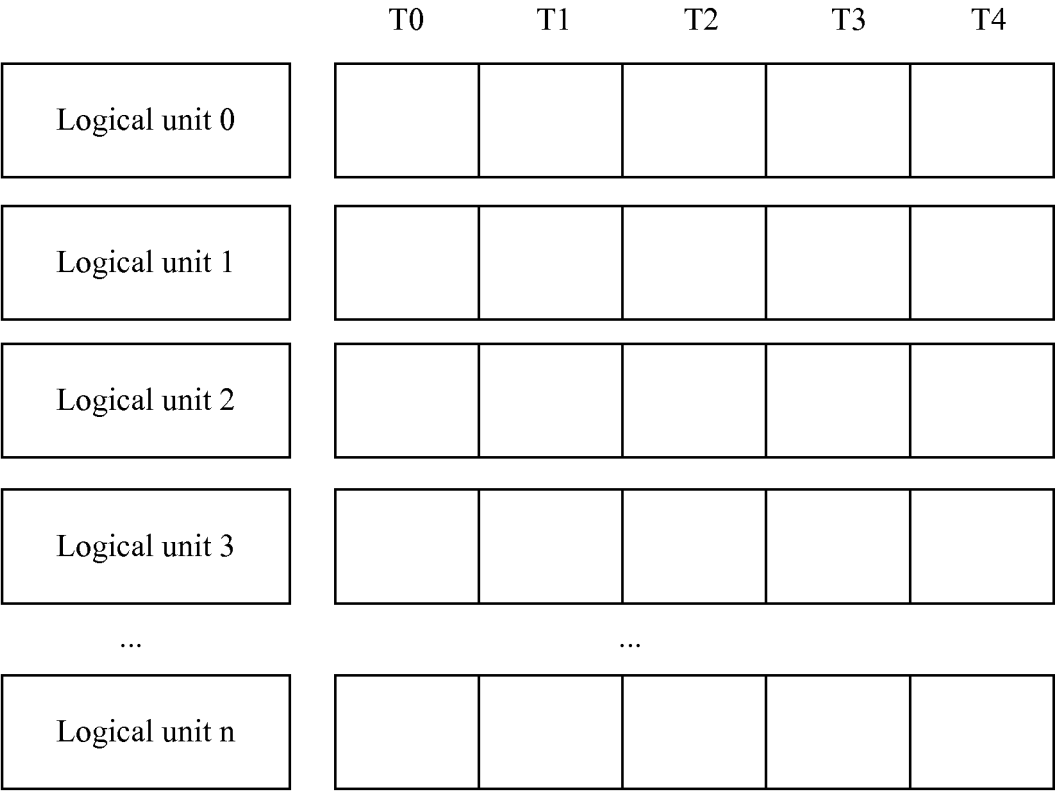 T0 T1 T2 T3 T4
Logical unit 0
Logical unit 1
Logical unit 2
Logical unit 3
... ...
Logical unit n